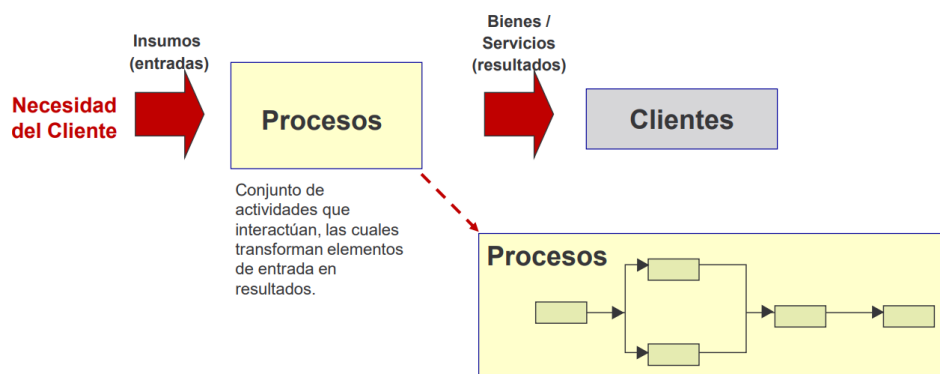 Insumos
(entradas)
Bienes /
Servicios
(resultados)
Necesidad
del Cliente
Procesos
Clientes
Conjunto de
actividades que
interactúan, las cuales
transforman elementos
de entrada en
resultados.
Procesos